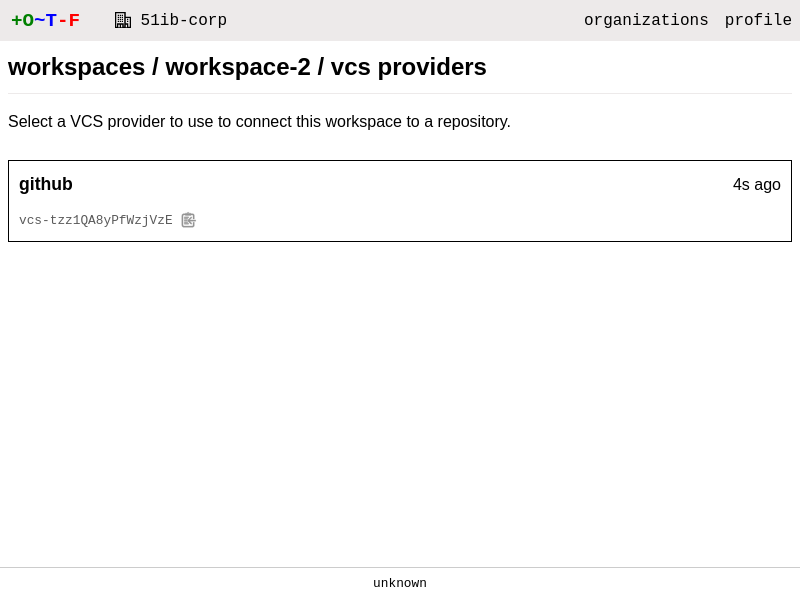 +O~T-F 51ib-corp organizations profile
workspaces / workspace-2 / vcs providers
Select a VCS provider to use to connect this workspace to a repository.
github 4s ago
vcs-tzz1QA8yPfWzjVzE
unknown